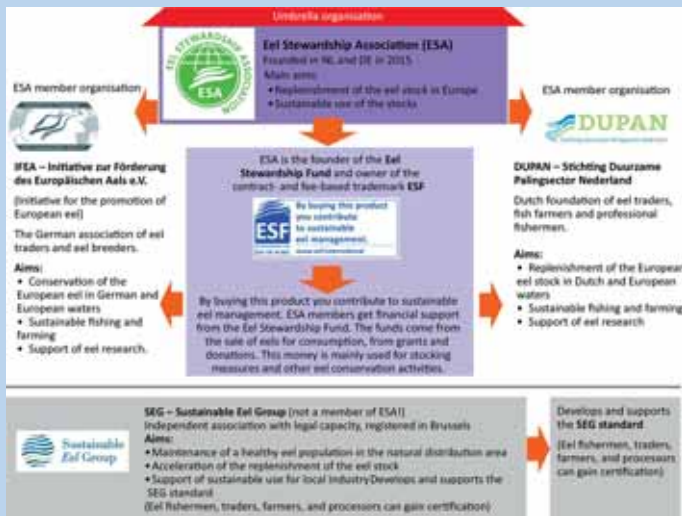 Umbrella organisation
EEL STEWARDSHIP ASSOCIATION
ESA
Eel Stewardship Association (ESA)
Founded in NL and DE in 2015
Main aims:
•Replenishment of the eel stock in Europe
•Sustainable use of the stocks
ESA member organisation
IFEA – Initiative zur Förderung
des Europäischen Aals e.V.
(Initiative for the promotion of
European eel)
The German association of eel
traders and eel breeders.
Aims:
• Conservation of the
European eel in German and
European waters
• Sustainable fishing and
farming
• Support of eel research.
ESA is the founder of the Eel
Stewardship Fund and owner of the
contract- and fee-based trademark ESF
ESF
By buying this product
you contribute
to sustainable
eel management.
By buying this product you contribute to sustainable
eel management. ESA members get financial support
from the Eel Stewardship Fund. The funds come from
the sale of eels for consumption, from grants and
donations. This money is mainly used for stocking
measures and other eel conservation activities.
ESA member organisation
DUPAN
DUPAN – Stichting Duurzame
Palingsector Nederland
Dutch foundation of eel traders,
fish farmers and professional
fishermen.
Aims:
• Replenishment of the European
eel stock in Dutch and European
waters
• Sustainable fishing and farming
• Support of eel research
Sustainable
Eel Group
SEG – Sustainable Eel Group (not a member of ESA!)
Independent association with legal capacity, registered in Brussels
Aims:
•Maintenance of a healthy eel population in the natural distribution area
•Acceleration of the replenishment of the eel stock
•Support of sustainable use for local IndustryDevelops and supports the
SEG standard
(Eel fishermen, traders, farmers, and processors can gain certification)
Develops and supports
the SEG standard
(Eel fishermen, traders,
farmers, and processors
can gain certification)